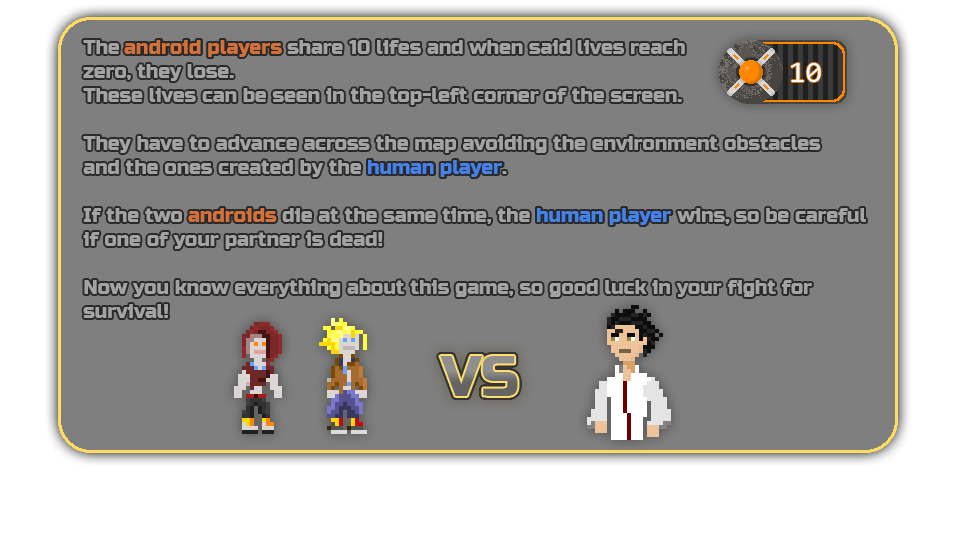 The android players share 10 lifes and when said lives reach
zero, they lose.
These lives can be seen in the top-left corner of the screen.
10
They have to advance across the map avoiding the environment obstacles
and the ones created by the human player.
If the two androids die at the same time, the human player wins, so be careful
if one of your partner is dead!
Now you know everything about this game, so good luck in your fight for
survival!
VS